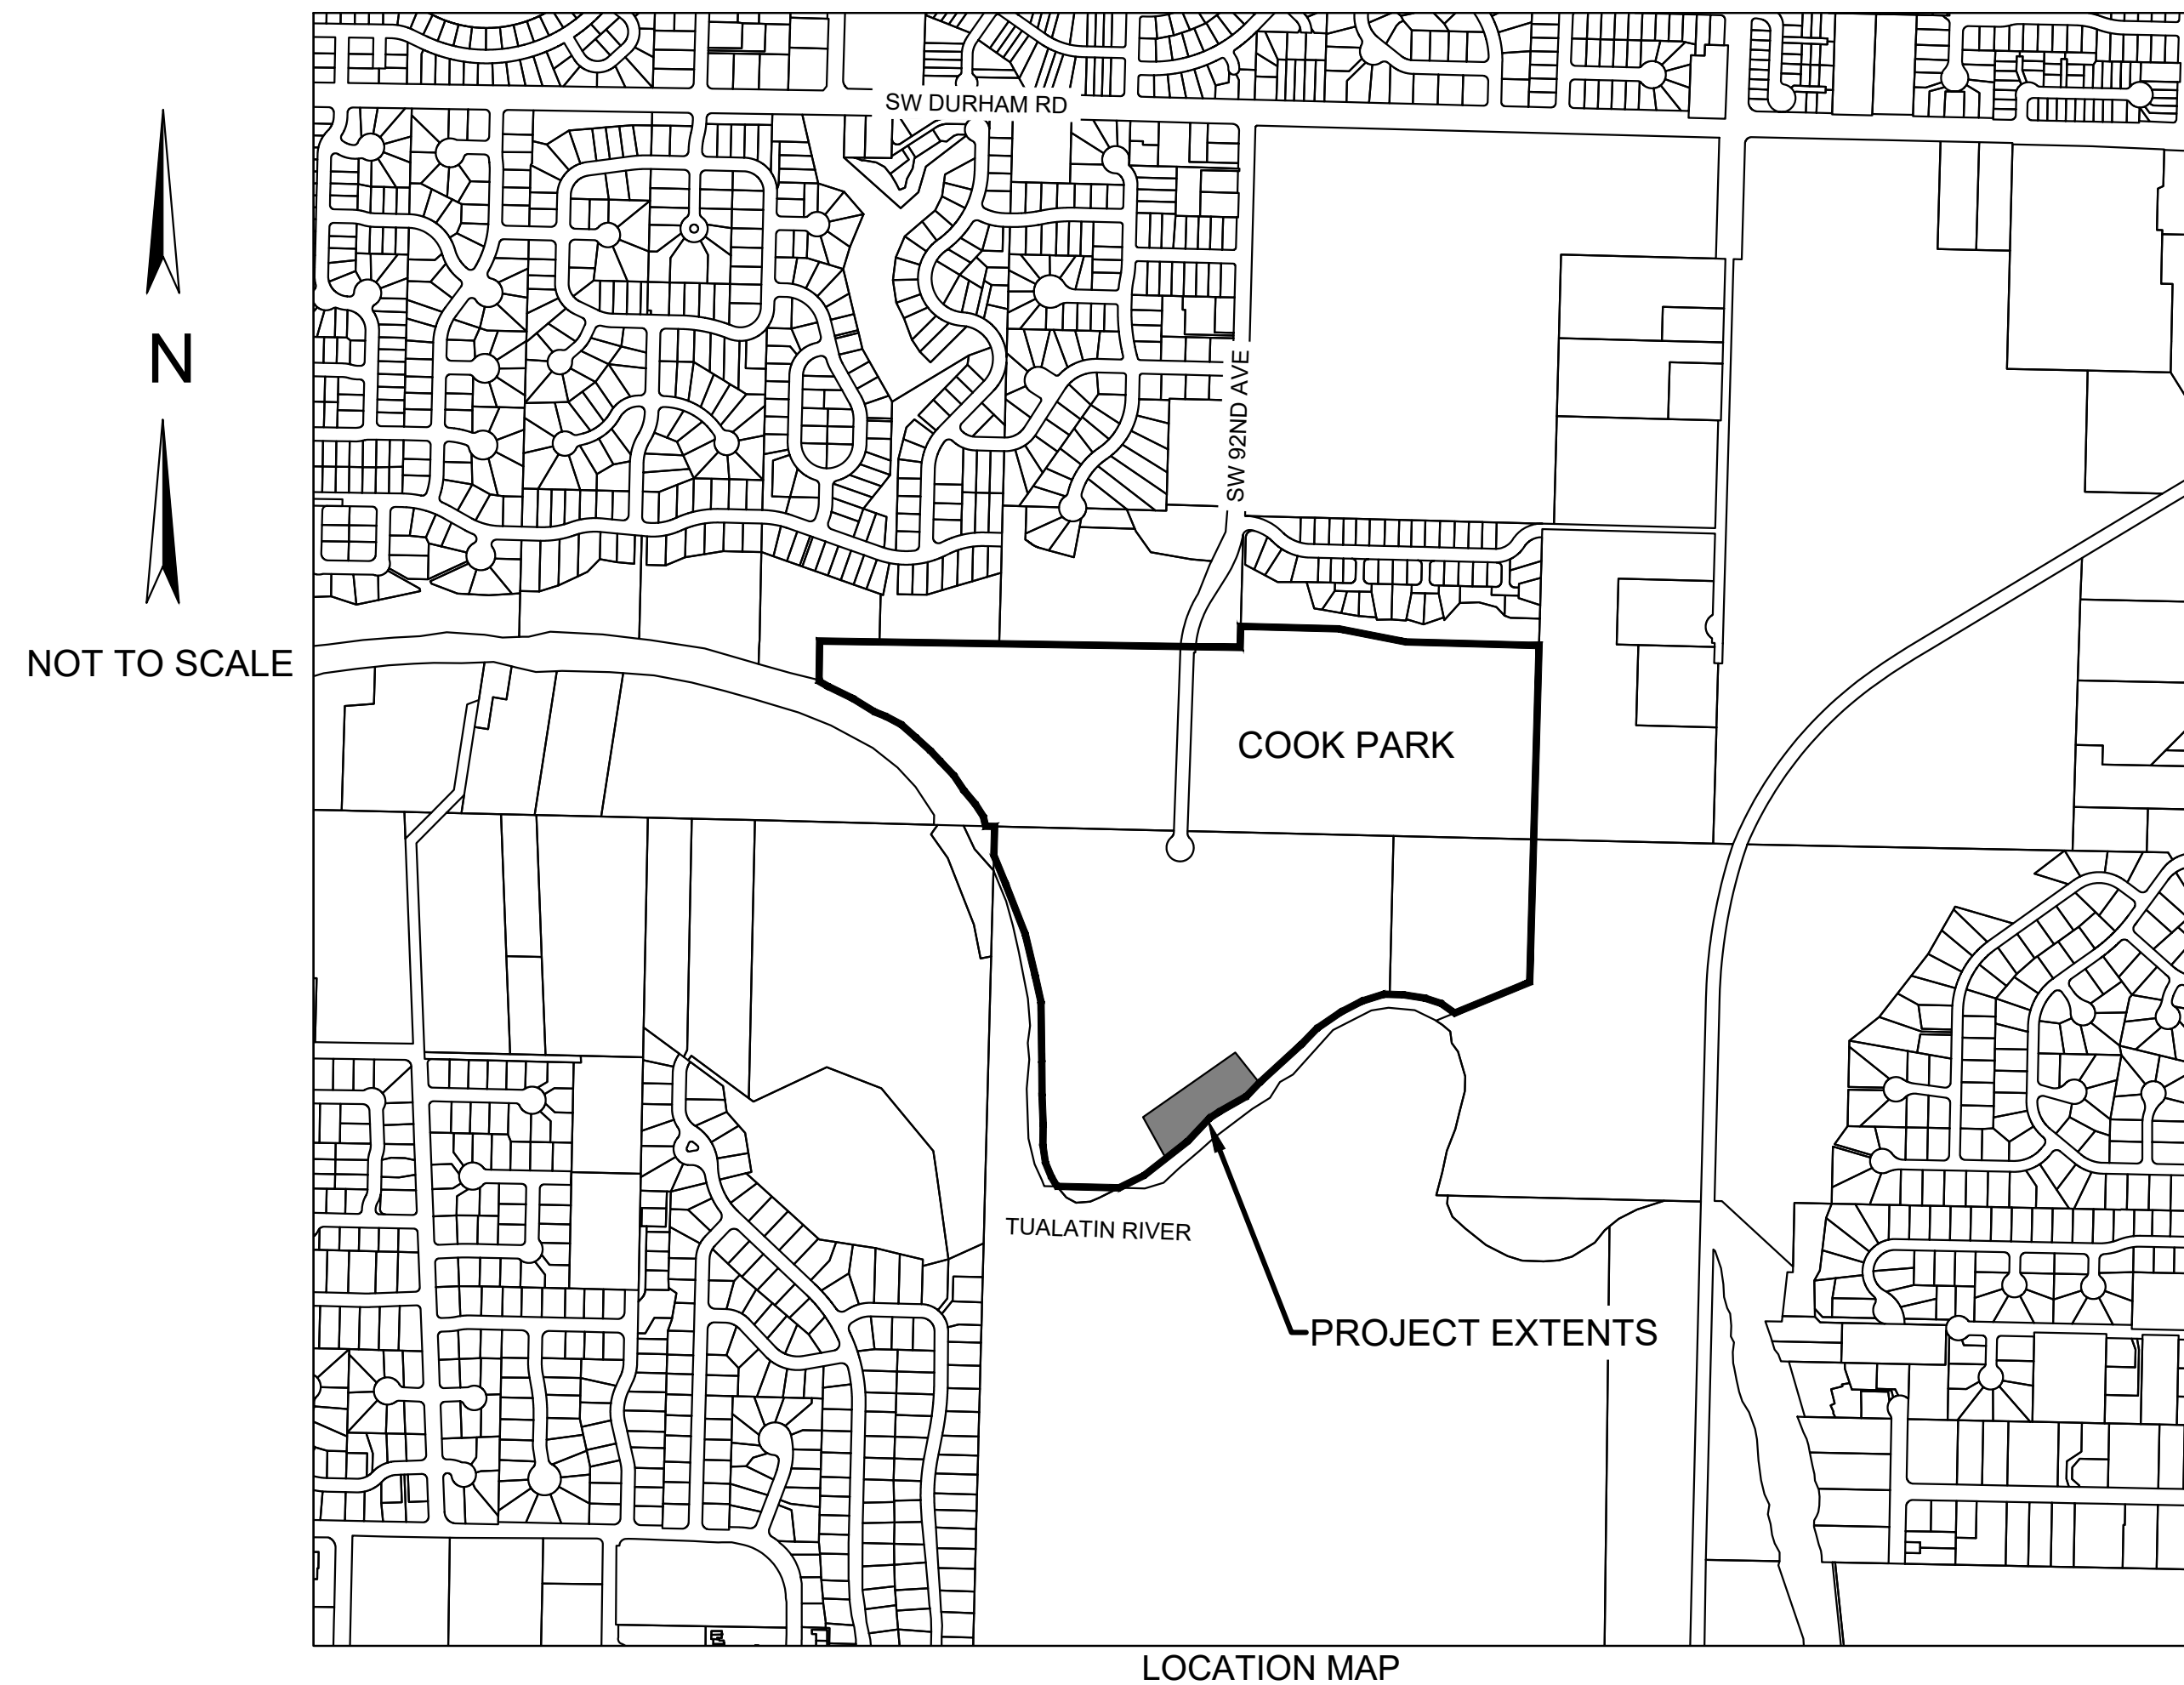 SW DURHAM RD
N
SW 92ND AVE
NOT TO SCALE
COOK PARK
TUALATIN RIVER
PROJECT EXTENTS
LOCATION MAP